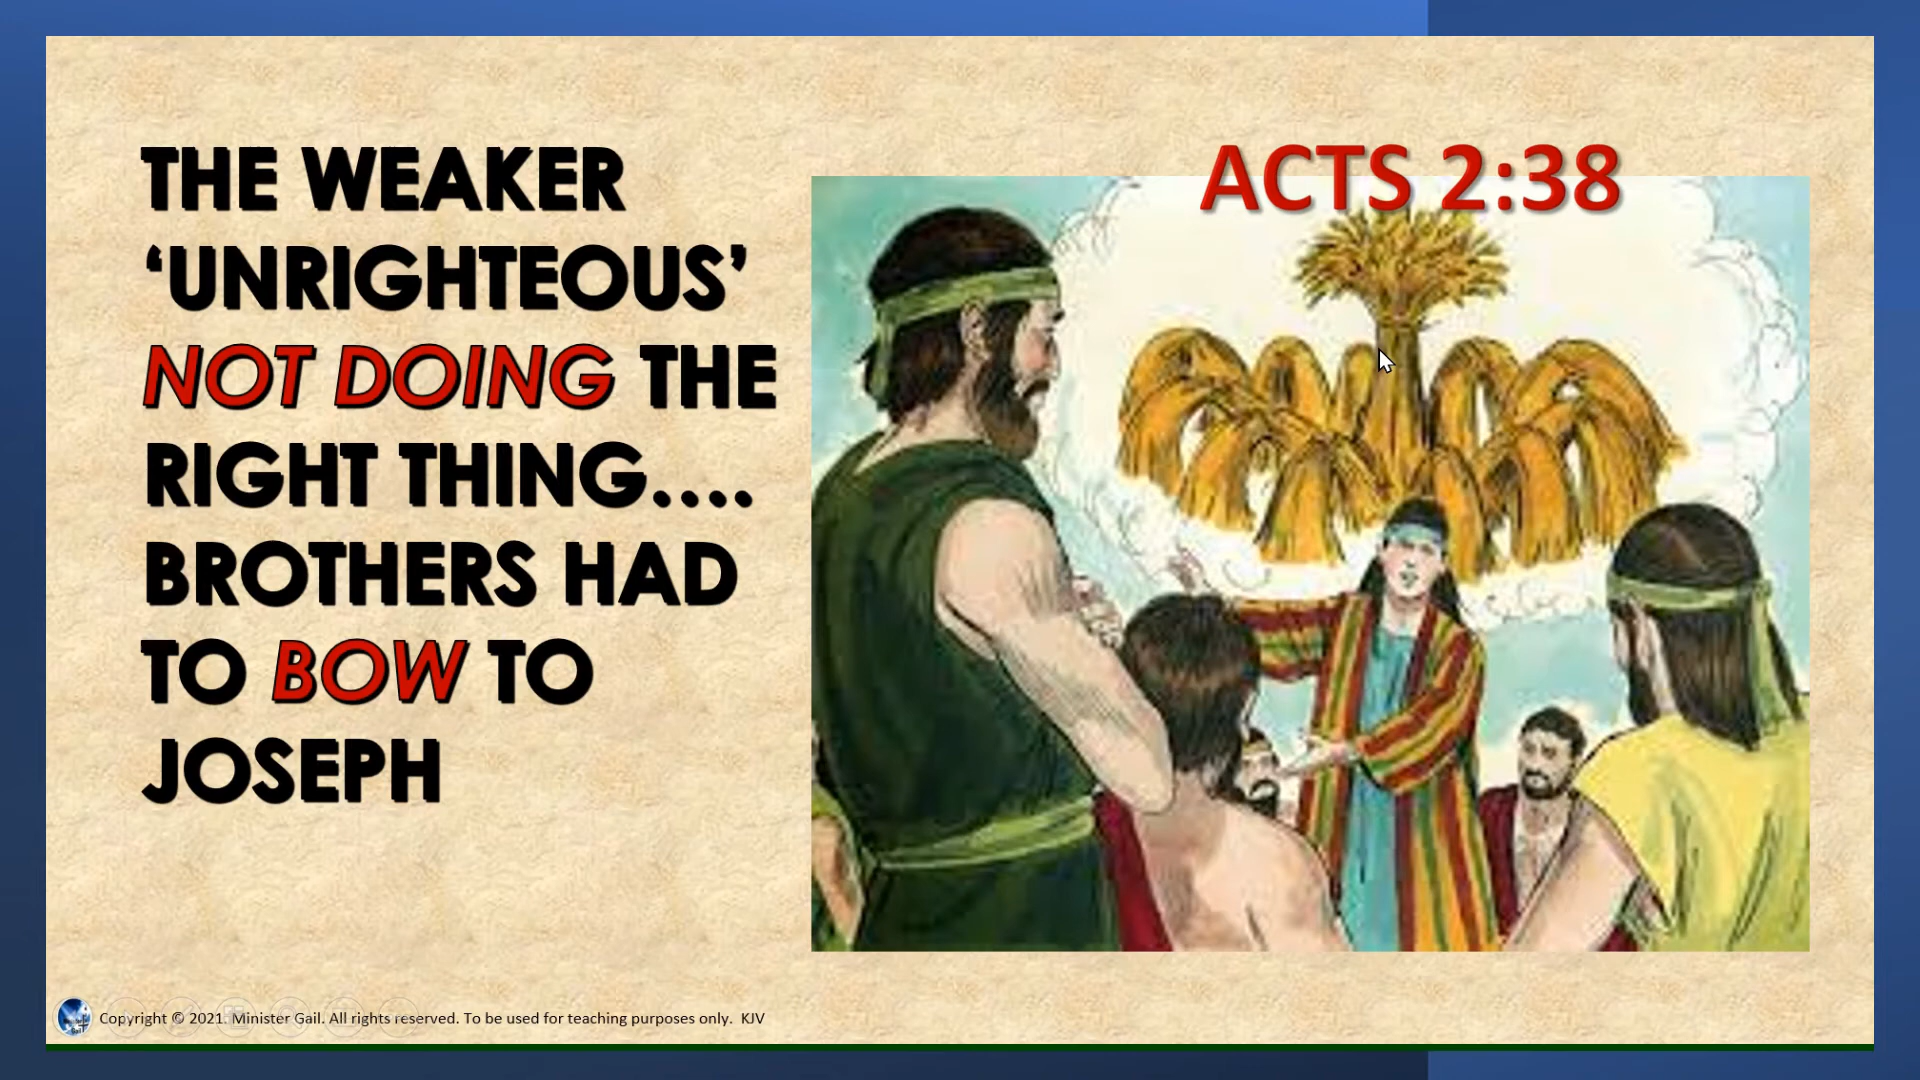 THE WEAKER
‘UNRIGHTEOUS’
NOT DOING THE
RIGHT THING....
BROTHERS HAD
TO BOW TO
JOSEPH
ACTS 2:38
Copyright © 2021. Minister Gail. All rights reserved. To be used for teaching purposes only. KJV